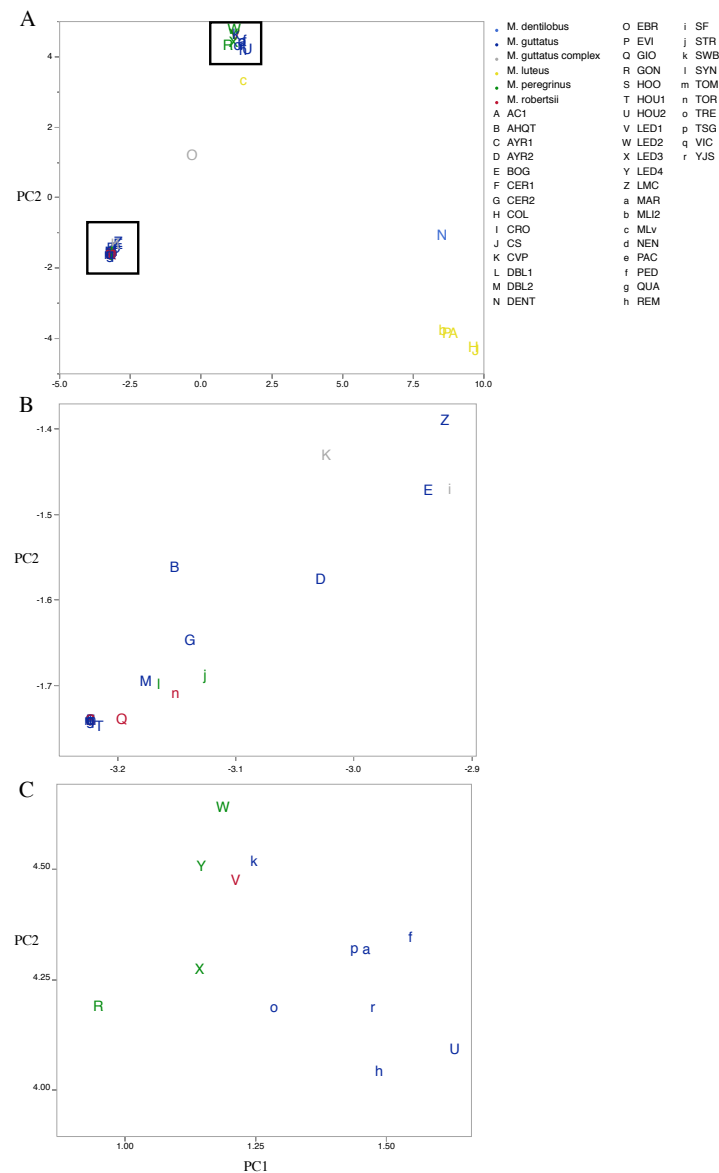 A
4
2
0
-2
-4
PC2
-5.0 -2.5 0.0 2.5 5.0 7.5 10.0
W
R
U
c
O
N
b P A
H
M. dentilobus
M. guttatus
M. guttatus complex
M. luteus
M. peregrinus
M. robertsii
A AC1
B AHQT
C AYR1
D AYR2
E BOG
F CER1
G CER2
H COL
I CRO
J CS
K CVP
L DBL1
M DBL2
N DENT
O EBR
P EVI
Q GIO
R GON
S HOO
T HOU1
U HOU2
V LED1
W LED2
X LED3
Y LED4
Z LMC
a MAR
b MLI2
c MLv
d NEN
e PAC
f PED
g QUA
h REM
i SF
j STR
k SWB
l SYN
m TOM
n TOR
o TRE
p TSG
q VIC
r YJS
B
-1.4
-1.5
-1.6
-1.7
PC2
-3.2 -3.1 -3.0 -2.9
Z
K
E i
B
D
G
M l j
n
Q
T
C
4.50
4.25
4.00
PC2
1.00 1.25 1.50
PC1
W
Y k
V
p a f
X
R o r
U
h